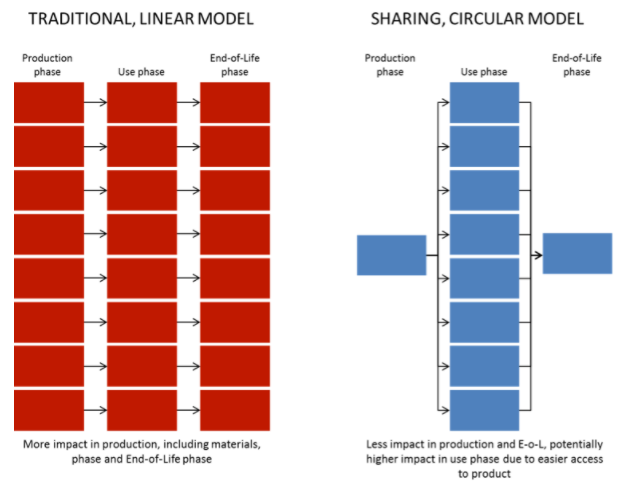 TRADITIONAL, LINEAR MODEL
Production
phase
Use phase
End-of-Life
phase
More impact in production, including materials,
phase and End-of-Life phase
SHARING, CIRCULAR MODEL
Production
phase
Use phase
End-of-Life
phase
Less impact in production and E-o-L, potentially
higher impact in use phase due to easier access
to product